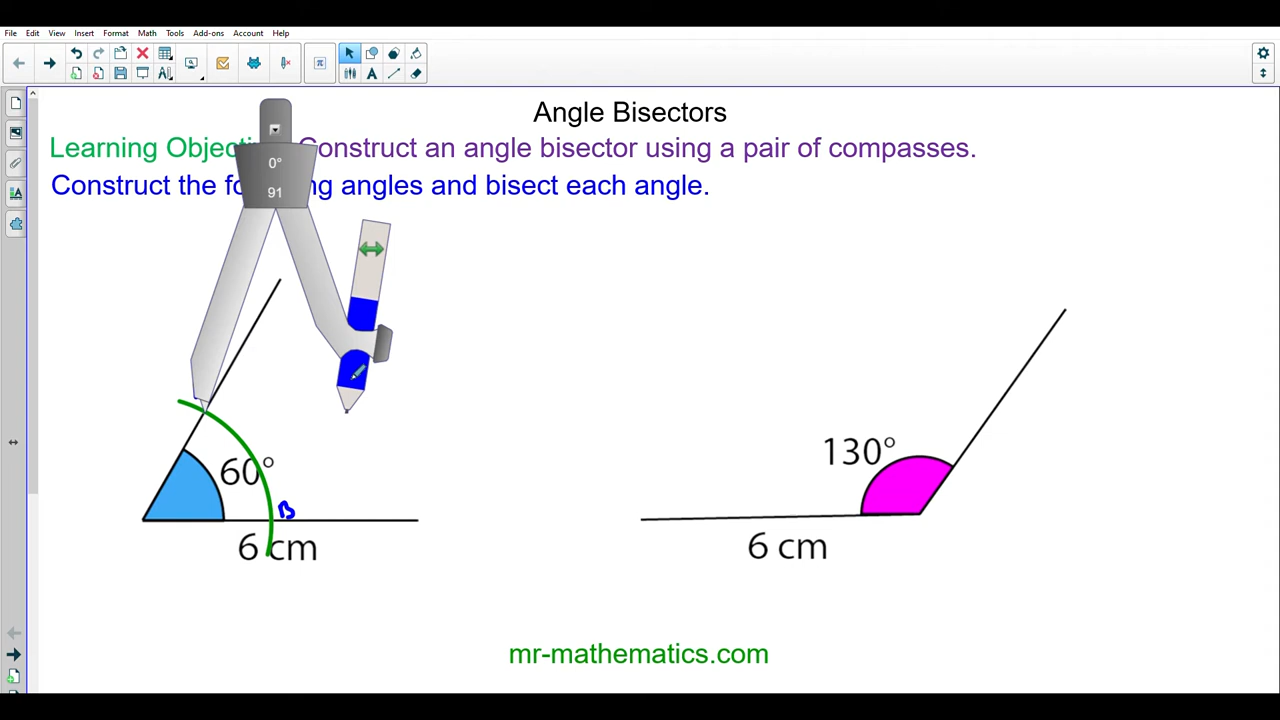 File Edit View Insert Format Math Tools Add-ons Account Help
Angle Bisectors
Learning Objecti Construct an angle bisector using a pair of compasses.
Construct the fo ing angles and bisect each angle.
0°
91
60°
B
6 cm
130°
6 cm
mr-mathematics.com